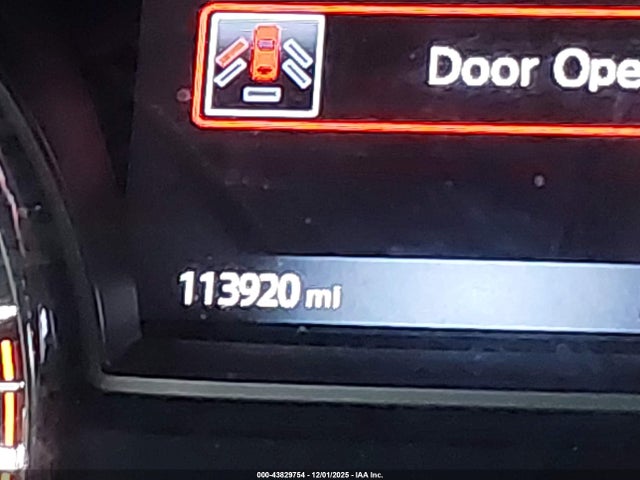 Door Ope
113920 mi
000-43829754 - 12/01/2025 - IAA Inc.